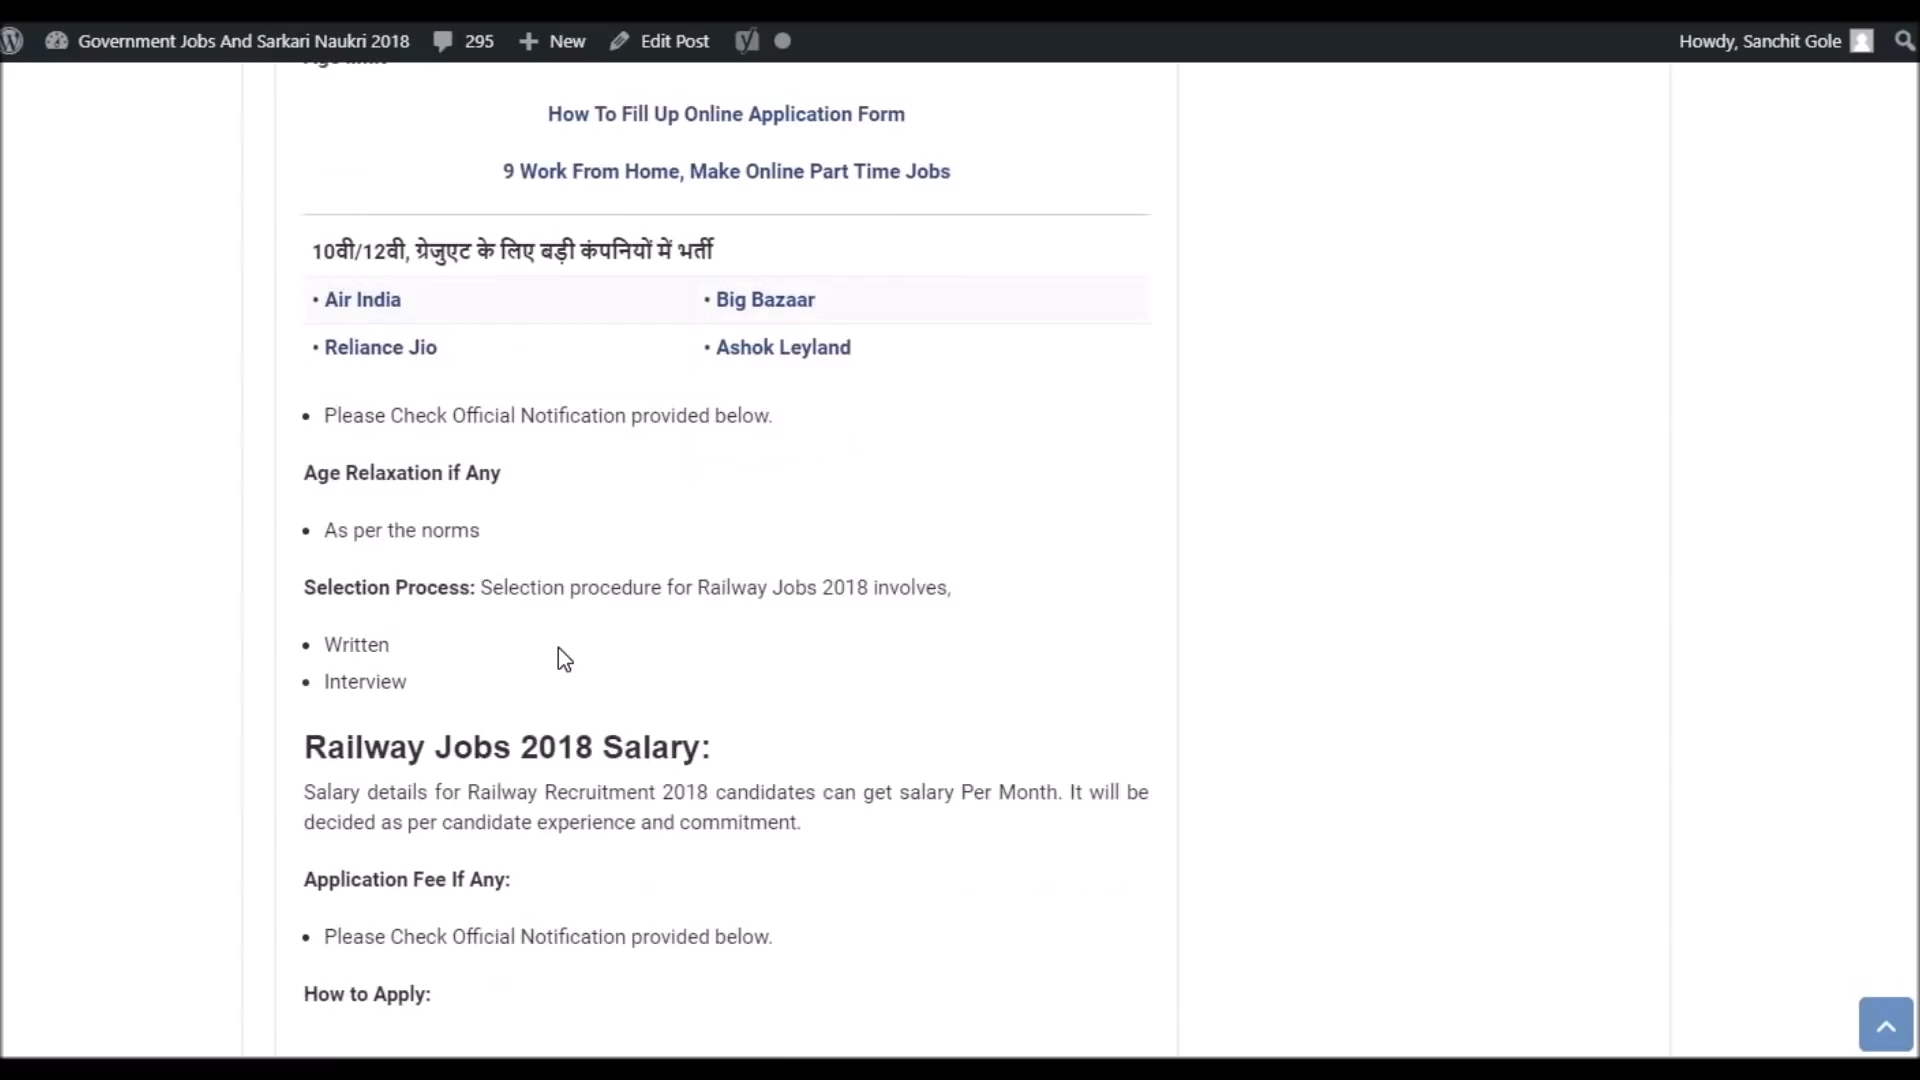 Government Jobs And Sarkari Naukri 2018 295 New Edit Post Howdy, Sanchit Gole
How To Fill Up Online Application Form
9 Work From Home, Make Online Part Time Jobs
10वी/12वी, ग्रेजुएट के लिए बड़ी कंपनियों में भर्ती
• Air India • Big Bazaar
• Reliance Jio • Ashok Leyland
• Please Check Official Notification provided below.
Age Relaxation if Any
• As per the norms
Selection Process: Selection procedure for Railway Jobs 2018 involves,
• Written
• Interview
Railway Jobs 2018 Salary:
Salary details for Railway Recruitment 2018 candidates can get salary Per Month. It will be
decided as per candidate experience and commitment.
Application Fee If Any:
• Please Check Official Notification provided below.
How to Apply: